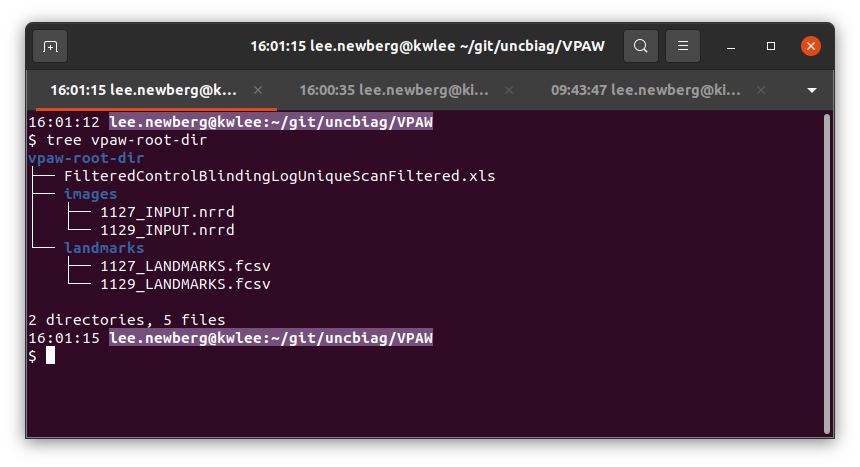 16:01:15 lee.newberg@kwlee ~/git/uncbiag/VPAW
16:01:15 lee.newberg@k... × 16:00:35 lee.newberg@ki... × 09:43:47 lee.newberg@ki... ×
16:01:12 lee.newberg@kwlee:~/git/uncbiag/VPAW
$ tree vpaw-root-dir
vpaw-root-dir
├── FilteredControlBlindingLogUniqueScanFiltered.xls
├── images
│   ├── 1127_INPUT.nrrd
│   └── 1129_INPUT.nrrd
└── landmarks
    ├── 1127_LANDMARKS.fcsv
    └── 1129_LANDMARKS.fcsv
2 directories, 5 files
16:01:15 lee.newberg@kwlee:~/git/uncbiag/VPAW
$